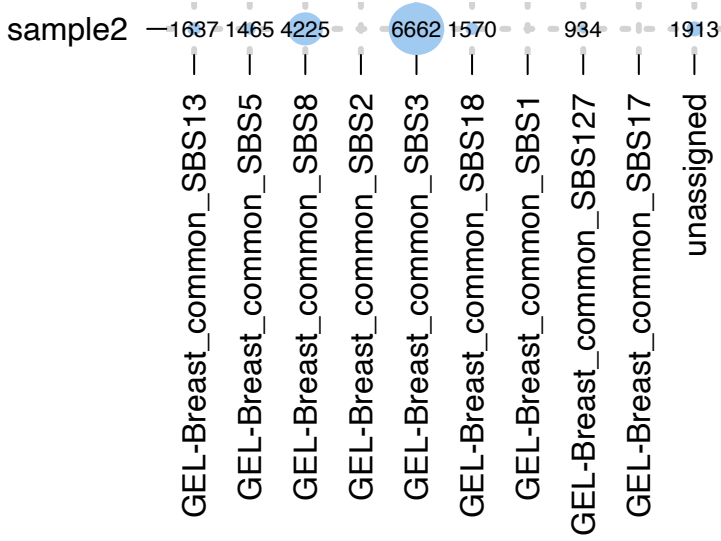 sample2
1637 1465 4225 6662 1570 934 1913
GEL-Breast_common_SBS13
GEL-Breast_common_SBS5
GEL-Breast_common_SBS8
GEL-Breast_common_SBS2
GEL-Breast_common_SBS3
GEL-Breast_common_SBS18
GEL-Breast_common_SBS1
GEL-Breast_common_SBS127
GEL-Breast_common_SBS17
unassigned